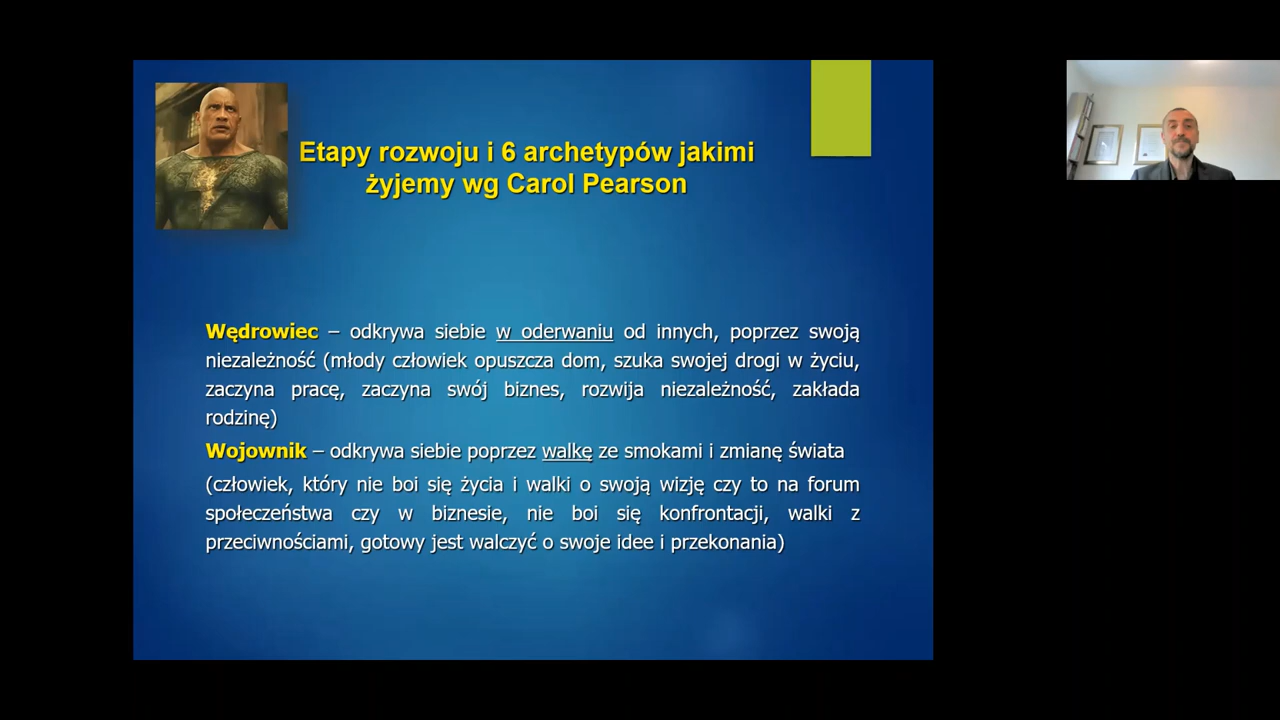 Etapy rozwoju i 6 archetypów jakimi
żyjemy wg Carol Pearson
Wędrowiec – odkrywa siebie w oderwaniu od innych, poprzez swoją
niezależność (młody człowiek opuszcza dom, szuka swojej drogi w życiu,
zaczyna pracę, zaczyna swój biznes, rozwija niezależność, zakłada
rodzinę)
Wojownik – odkrywa siebie poprzez walkę ze smokami i zmianę świata
(człowiek, który nie boi się życia i walki o swoją wizję czy to na forum
społeczeństwa czy w biznesie, nie boi się konfrontacji, walki z
przeciwnościami, gotowy jest walczyć o swoje idee i przekonania)